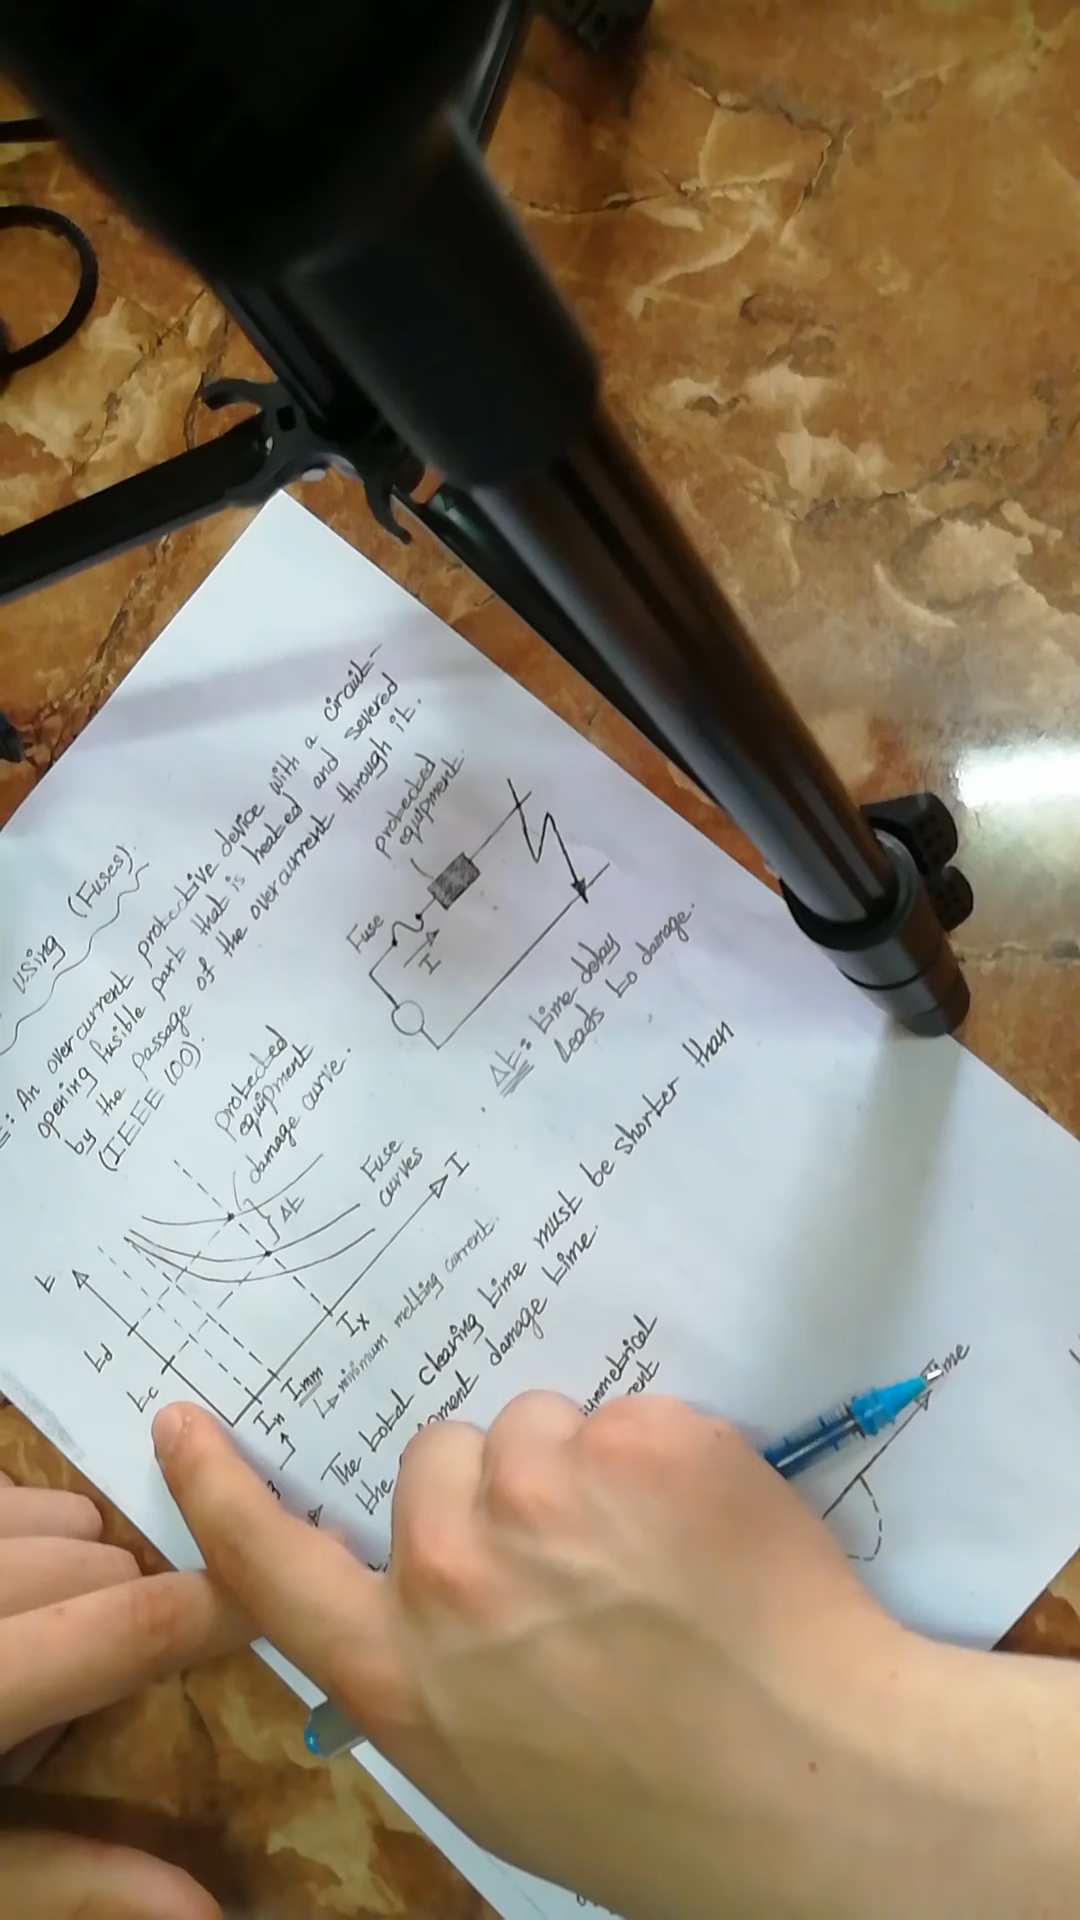 using (Fuses).
: An overcurrent protective device with a circuit-
opening fusible part that is heated and severed
by the passage of the overcurrent through it.
(IEEE 100).
protected
equipment
Fuse
I
protected
equipment
damage curve.
Δt
Fuse
curves
I
t
td
tc
In
Imm
Ix
↳ minimum melting current.
Δt: time delay
leads to damage.
The total clearing time must be shorter than
the damage time.
time